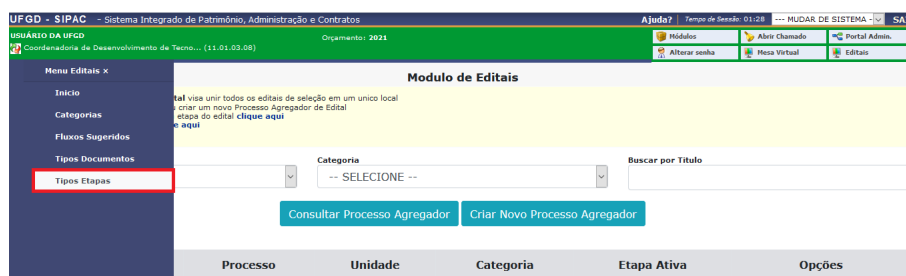 UFGD - SIPAC - Sistema Integrado de Patrimônio, Administração e Contratos
Ajuda? Tempo de Sessão: 01:28 --- MUDAR DE SISTEMA - SA
USUÁRIO DA UFGD
Orçamento: 2021
Módulos Abrir Chamado Portal Admin.
Coordenadoria de Desenvolvimento de Tecno... (11.01.03.08)
Alterar senha Mesa Virtual Editais
Menu Editais ×
Inicio
Categorias
Fluxos Sugeridos
Tipos Documentos
Tipos Etapas
Modulo de Editais
tal visa unir todos os editais de seleção em um unico local
criar um novo Processo Agregador de Edital
etapa do edital clique aqui
e aqui
Categoria
Buscar por Titulo
-- SELECIONE --
Consultar Processo Agregador Criar Novo Processo Agregador
Processo Unidade Categoria Etapa Ativa Opções